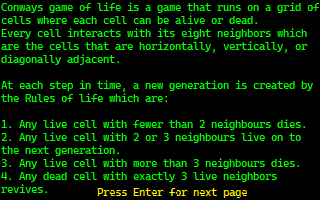 Conways game of life is a game that runs on a grid of
cells where each cell can be alive or dead.
Every cell interacts with its eight neighbors which
are the cells that are horizontally, vertically, or
diagonally adjacent.
At each step in time, a new generation is created by
the Rules of life which are:
1. Any live cell with fewer than 2 neighbours dies.
2. Any live cell with 2 or 3 neighbours live on to
the next generation.
3. Any live cell with more than 3 neighbours dies.
4. Any dead cell with exactly 3 live neighbors
revives.
Press Enter for next page